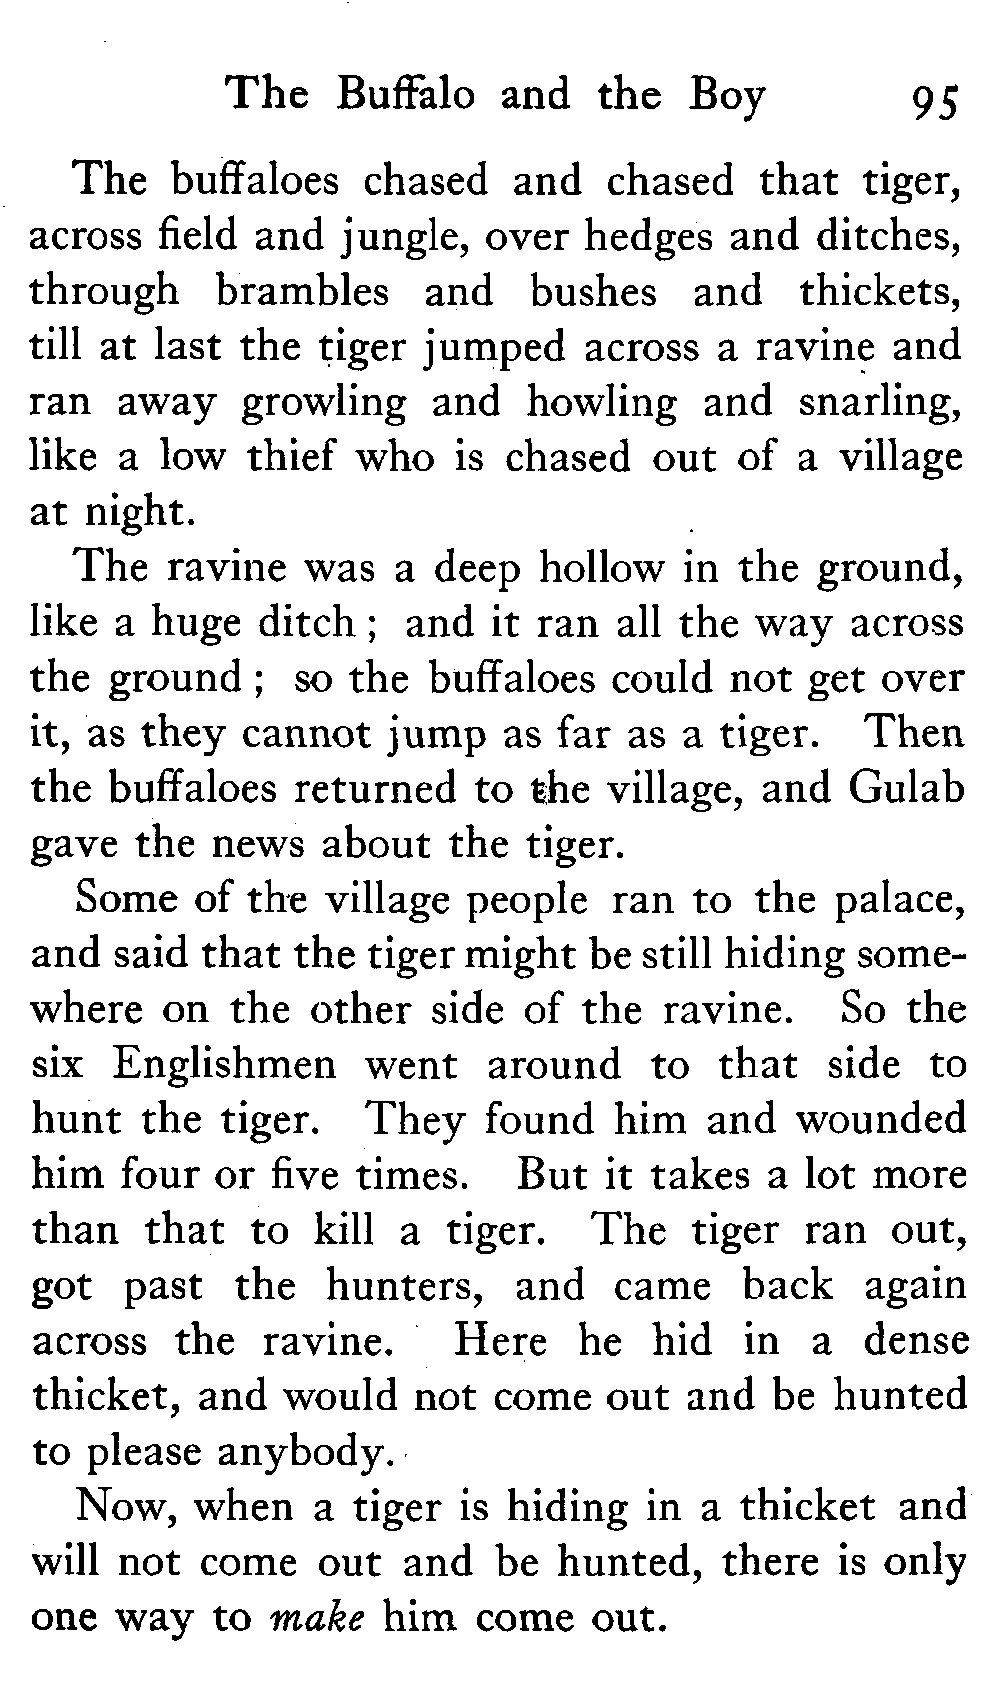 The Buffalo and the Boy 95
The buffaloes chased and chased that tiger,
across field and jungle, over hedges and ditches,
through brambles and bushes and thickets,
till at last the tiger jumped across a ravine and
ran away growling and howling and snarling,
like a low thief who is chased out of a village
at night.
The ravine was a deep hollow in the ground,
like a huge ditch ; and it ran all the way across
the ground ; so the buffaloes could not get over
it, as they cannot jump as far as a tiger. Then
the buffaloes returned to the village, and Gulab
gave the news about the tiger.
Some of the village people ran to the palace,
and said that the tiger might be still hiding some-
where on the other side of the ravine. So the
six Englishmen went around to that side to
hunt the tiger. They found him and wounded
him four or five times. But it takes a lot more
than that to kill a tiger. The tiger ran out,
got past the hunters, and came back again
across the ravine. Here he hid in a dense
thicket, and would not come out and be hunted
to please anybody.
Now, when a tiger is hiding in a thicket and
will not come out and be hunted, there is only
one way to make him come out.